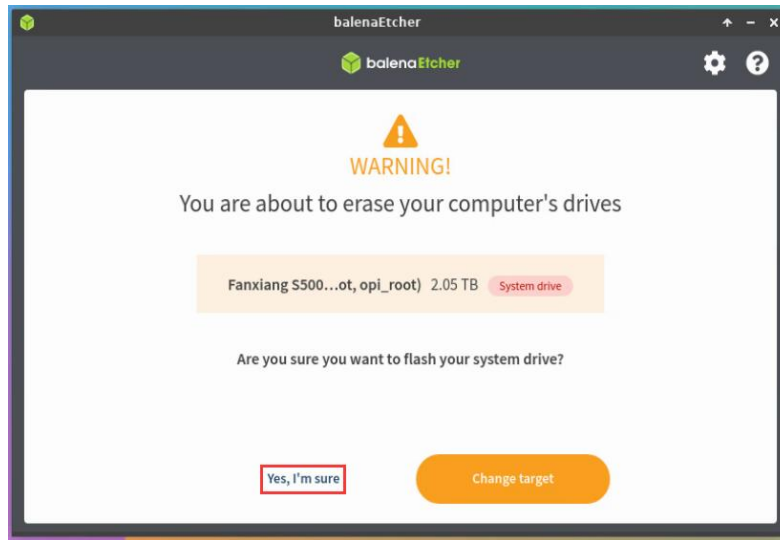 balenaEtcher
balenaEtcher
WARNING!
You are about to erase your computer's drives
Fanxiang S500...ot, opi_root) 2.05 TB System drive
Are you sure you want to flash your system drive?
Yes, I'm sure Change target